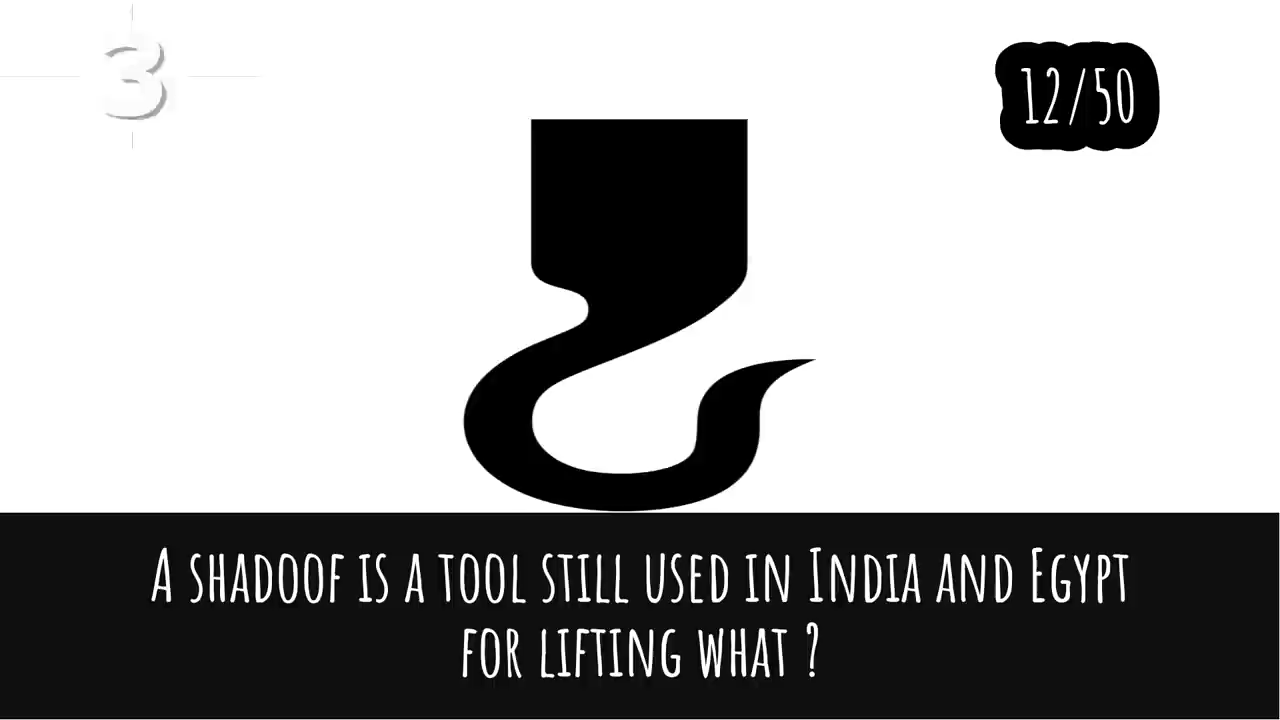 3
12/50
A shadoof is a tool still used in India and Egypt
for lifting what ?